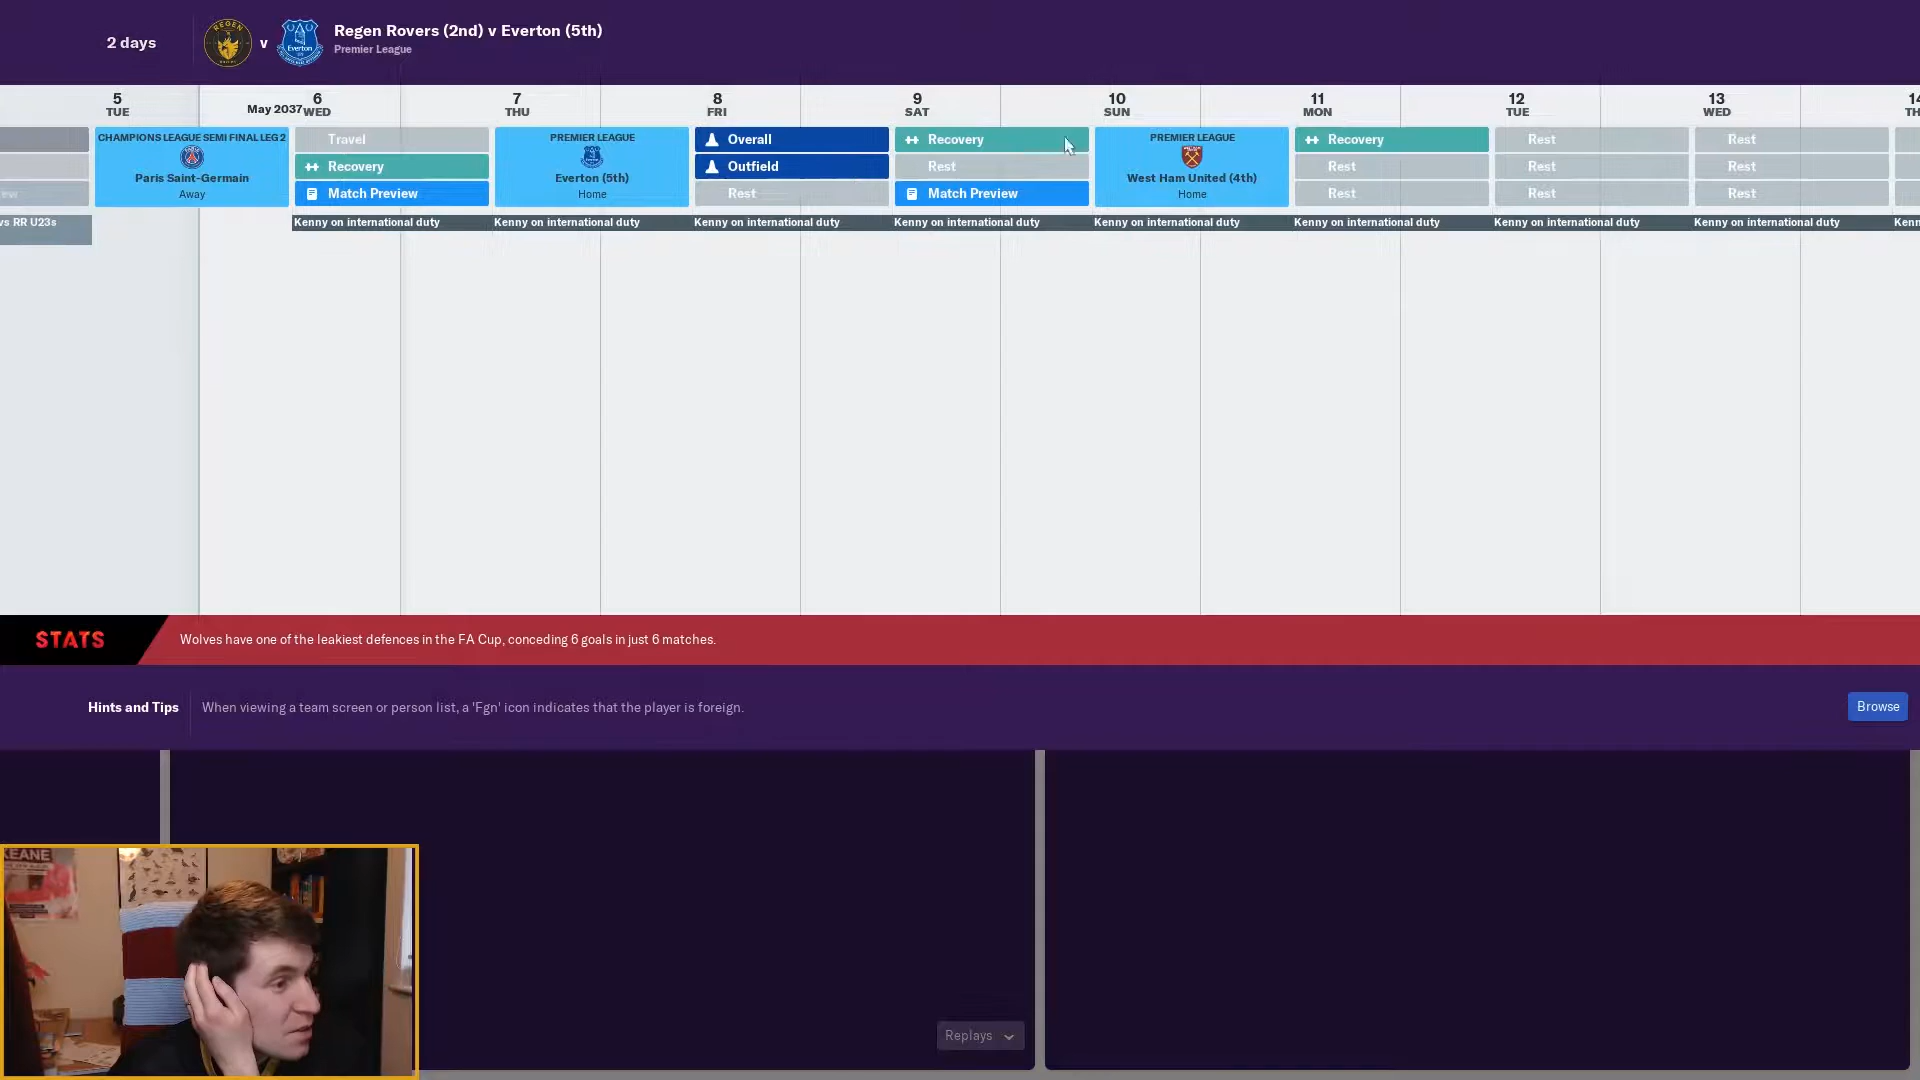 2 days
v
Regen Rovers (2nd) v Everton (5th)
Premier League
May 2037
5
TUE
6
WED
7
THU
8
FRI
9
SAT
10
SUN
11
MON
12
TUE
13
WED
14
TH
CHAMPIONS LEAGUE SEMI FINAL LEG 2
Paris Saint-Germain
Away
Travel
Recovery
Match Preview
PREMIER LEAGUE
Everton (5th)
Home
Overall
Outfield
Rest
Recovery
Rest
Match Preview
PREMIER LEAGUE
West Ham United (4th)
Home
Recovery
Rest
Rest
Rest
Rest
Rest
Rest
Rest
Rest
vs RR U23s
Kenny on international duty
Kenny on international duty
Kenny on international duty
Kenny on international duty
Kenny on international duty
Kenny on international duty
Kenny on international duty
Kenny on international duty
Kenn
STATS
Wolves have one of the leakiest defences in the FA Cup, conceding 6 goals in just 6 matches.
Hints and Tips
When viewing a team screen or person list, a 'Fgn' icon indicates that the player is foreign.
Browse
KEANE
Replays